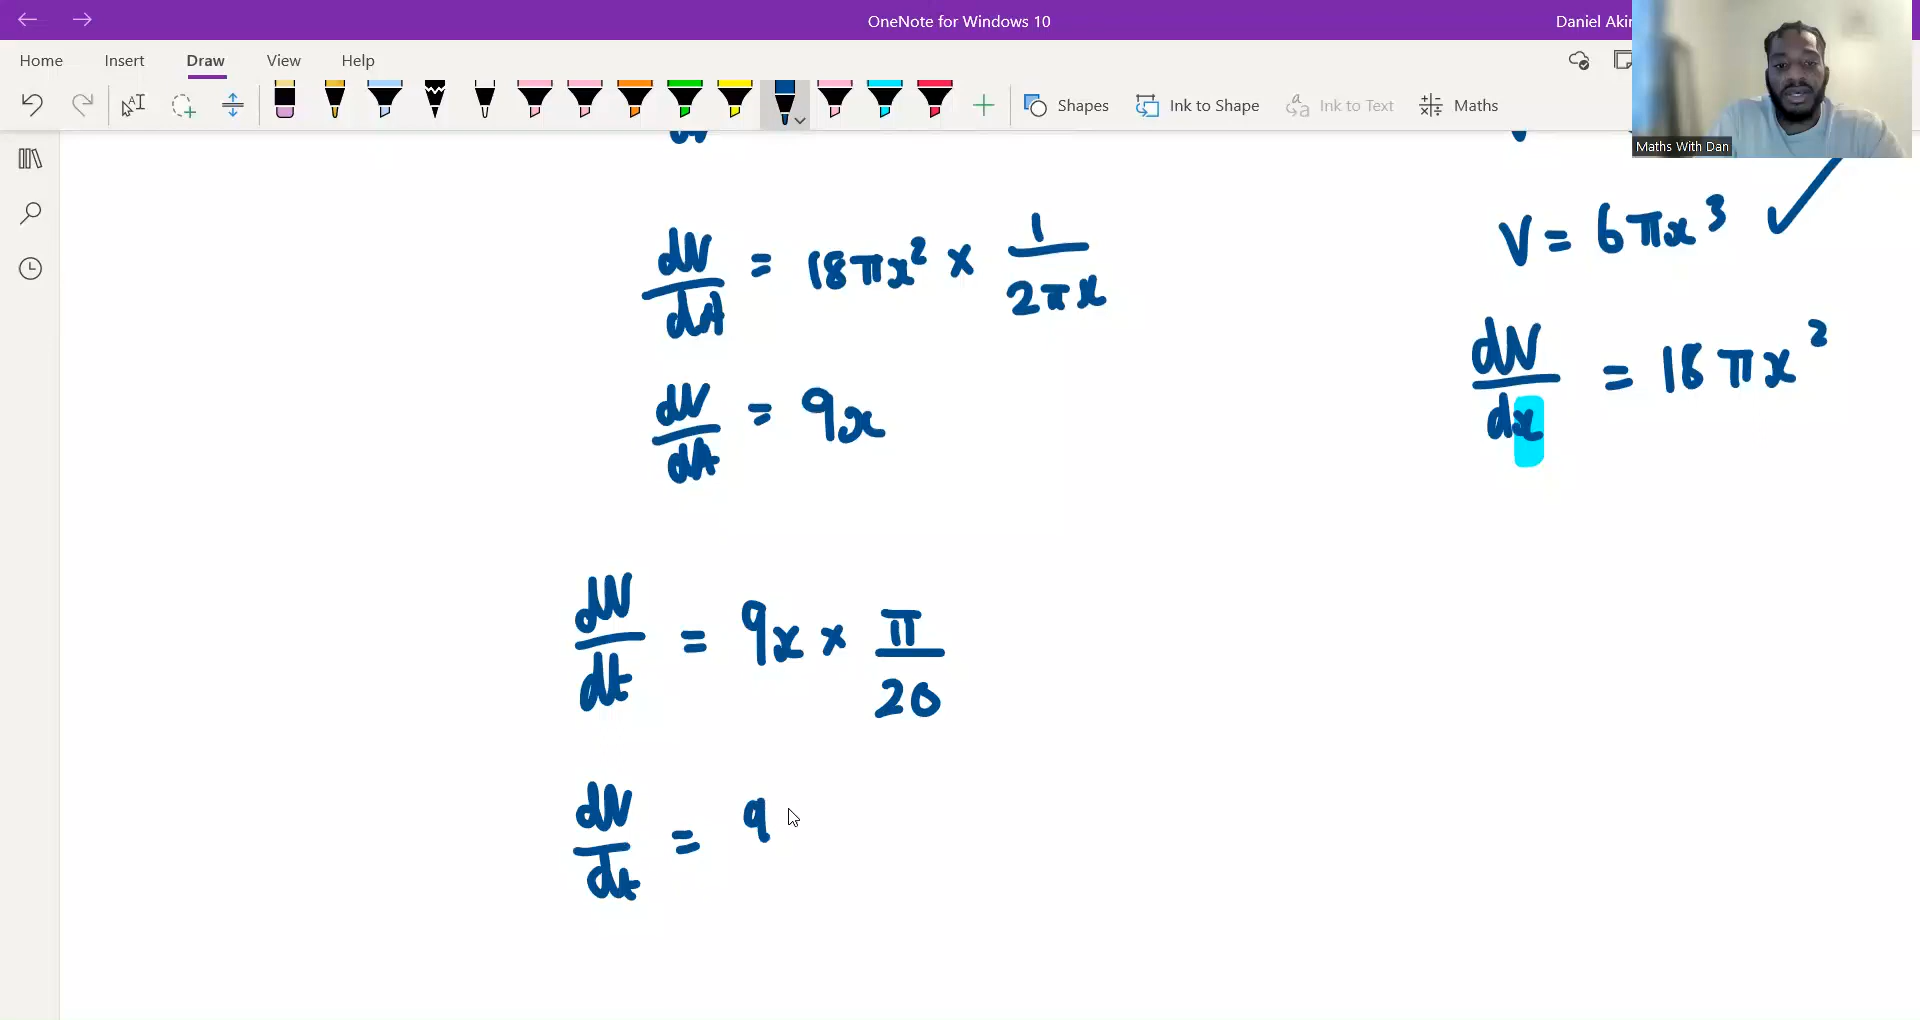 OneNote for Windows 10
Daniel Akin
Home Insert Draw View Help
Shapes Ink to Shape Ink to Text Maths
Maths With Dan
dV/dA = 18πx² × 1/2πx
dV/dA = 9x
dV/dt = 9x × π/20
dV/dt = 9
V = 6πx³ ✓
dV/dx = 18πx²